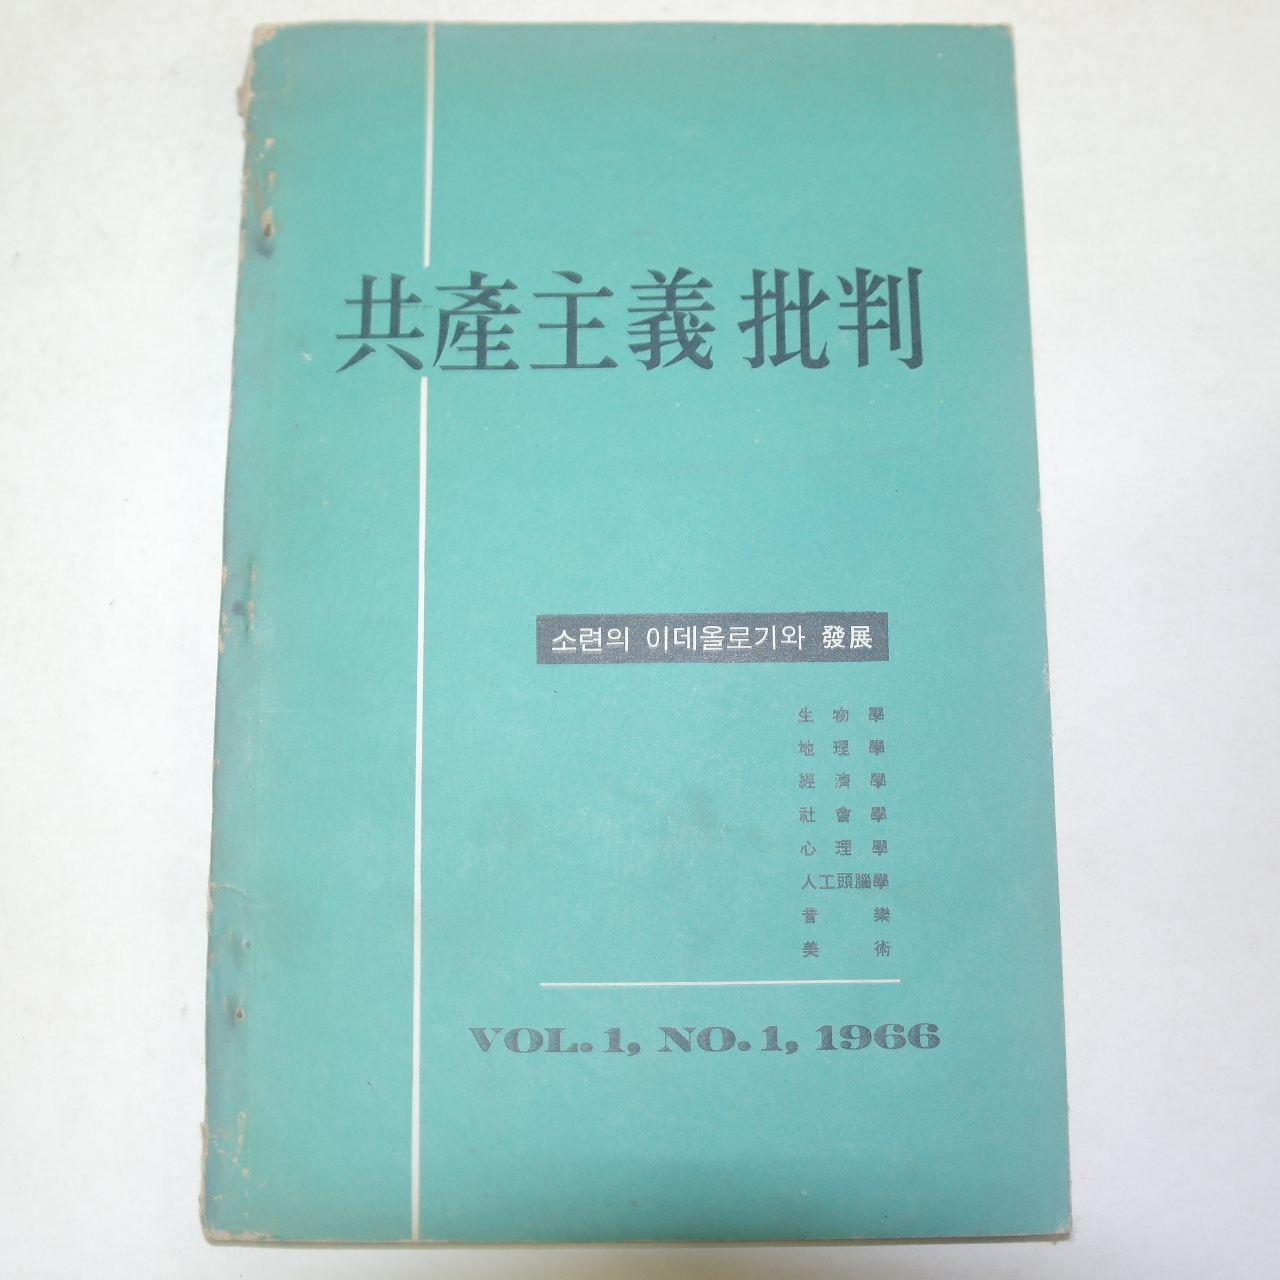 共産主義批判
소련의 이데올로기와 發展
生物學
地理學
經濟學
社會學
心理學
人工頭腦學
音樂
美術
VOL. 1, NO. 1, 1966